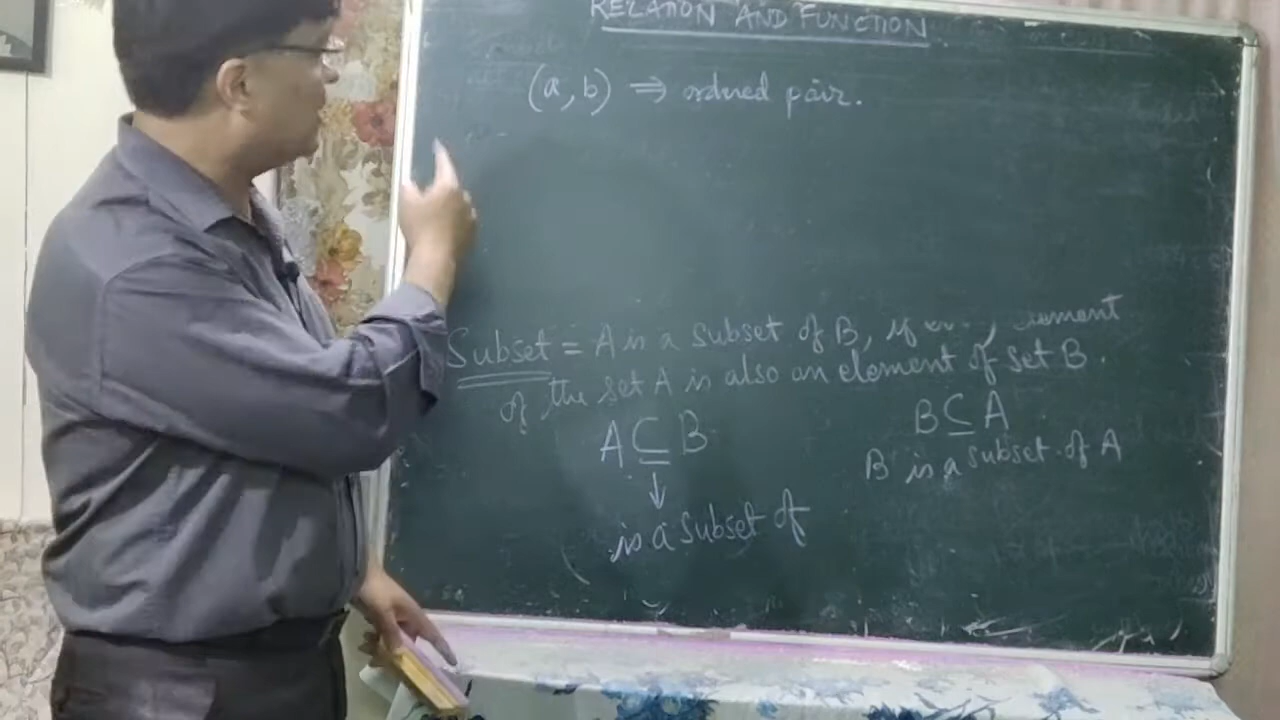 RELATION AND FUNCTION
(a, b) ⇒ ordered pair.
Subset = A is a subset of B, if element
of the set A is also an element of set B.
A ⊆ B
B ⊆ A
B is a subset of A
↓
is a subset of